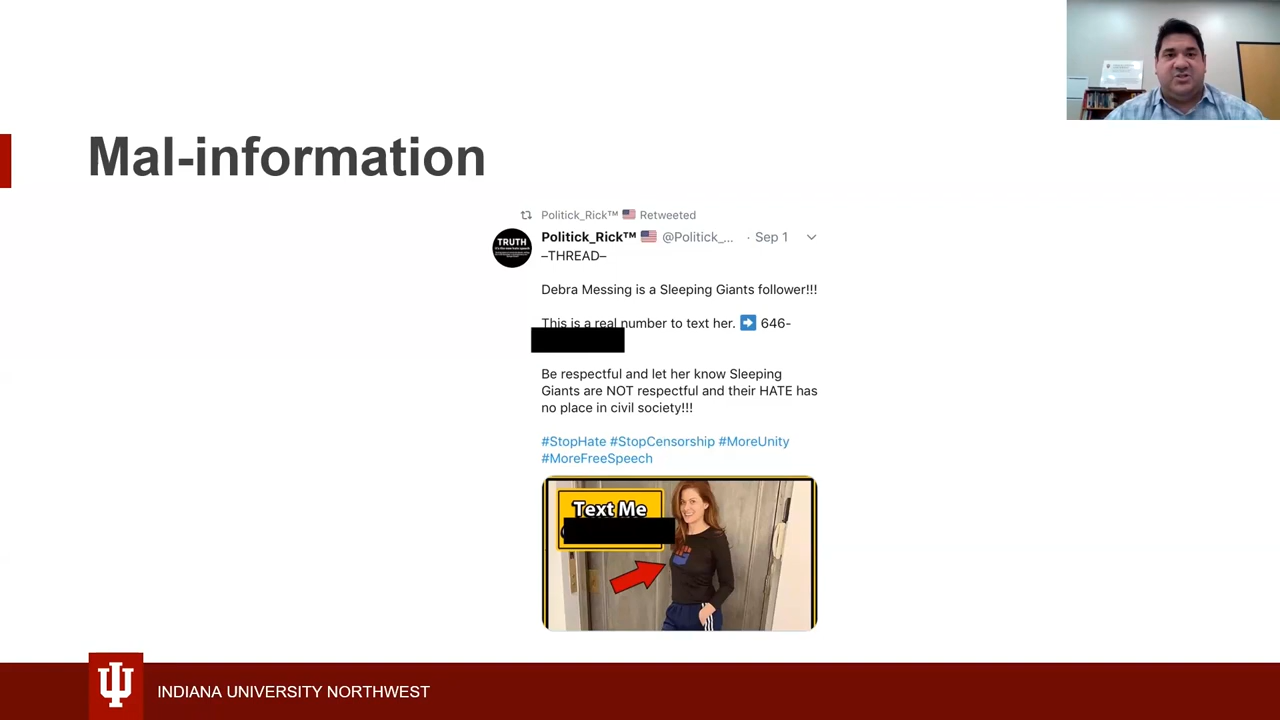 Mal-information
Politick_Rick™ 🇺🇸 Retweeted
Politick_Rick™ 🇺🇸 @Politick_... · Sep 1
TRUTH
–THREAD–
Debra Messing is a Sleeping Giants follower!!!
This is a real number to text her. ➡️ 646-
Be respectful and let her know Sleeping
Giants are NOT respectful and their HATE has
no place in civil society!!!
#StopHate #StopCensorship #MoreUnity
#MoreFreeSpeech
Text Me
INDIANA UNIVERSITY NORTHWEST